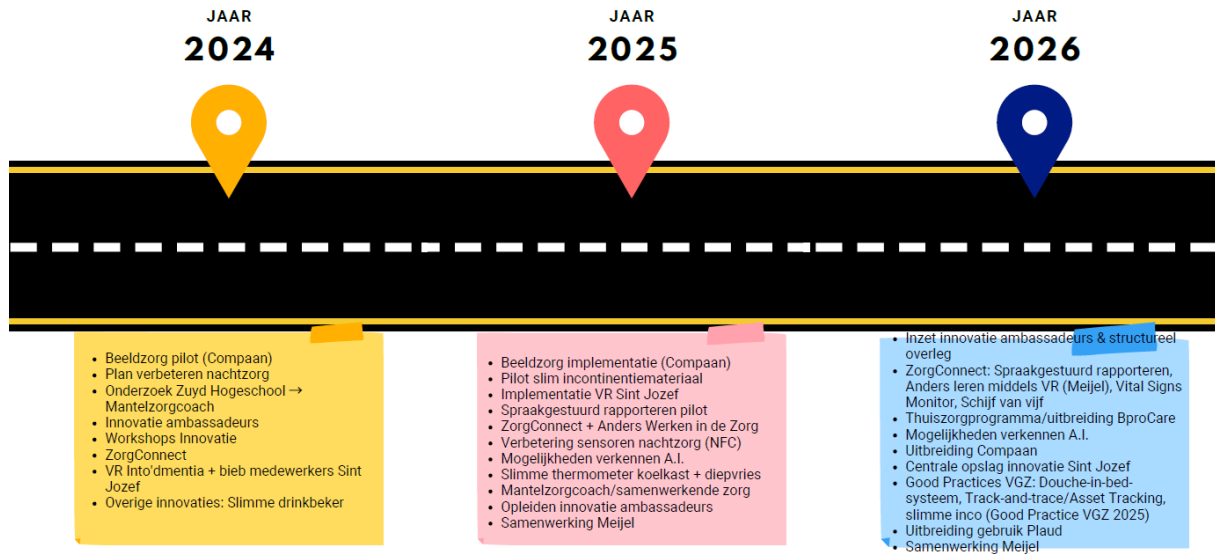 JAAR
2024
JAAR
2025
JAAR
2026
• Beeldzorg pilot (Compaan)
• Plan verbeteren nachtzorg
• Onderzoek Zuyd Hogeschool →
Mantelzorgcoach
• Innovatie ambassadeurs
• Workshops Innovatie
• ZorgConnect
• VR Into'dmentia + bieb medewerkers Sint
Jozef
• Overige innovaties: Slimme drinkbeker
• Beeldzorg implementatie (Compaan)
• Pilot slim incontinentiemateriaal
• Implementatie VR Sint Jozef
• Spraakgestuurd rapporteren pilot
• ZorgConnect + Anders Werken in de Zorg
• Verbetering sensoren nachtzorg (NFC)
• Mogelijkheden verkennen A.I.
• Slimme thermometer koelkast + diepvries
• Mantelzorgcoach/samenwerkende zorg
• Opleiden innovatie ambassadeurs
• Samenwerking Meijel
• Inzet innovatie ambassadeurs & structureel
overleg
• ZorgConnect: Spraakgestuurd rapporteren,
Anders leren middels VR (Meijel), Vital Signs
Monitor, Schijf van vijf
• Thuiszorgprogramma/uitbreiding BproCare
• Mogelijkheden verkennen A.I.
• Uitbreiding Compaan
• Centrale opslag innovatie Sint Jozef
• Good Practices VGZ: Douche-in-bed-
systeem, Track-and-trace/Asset Tracking,
slimme inco (Good Practice VGZ 2025)
• Uitbreiding gebruik Plaud
• Samenwerking Meijel